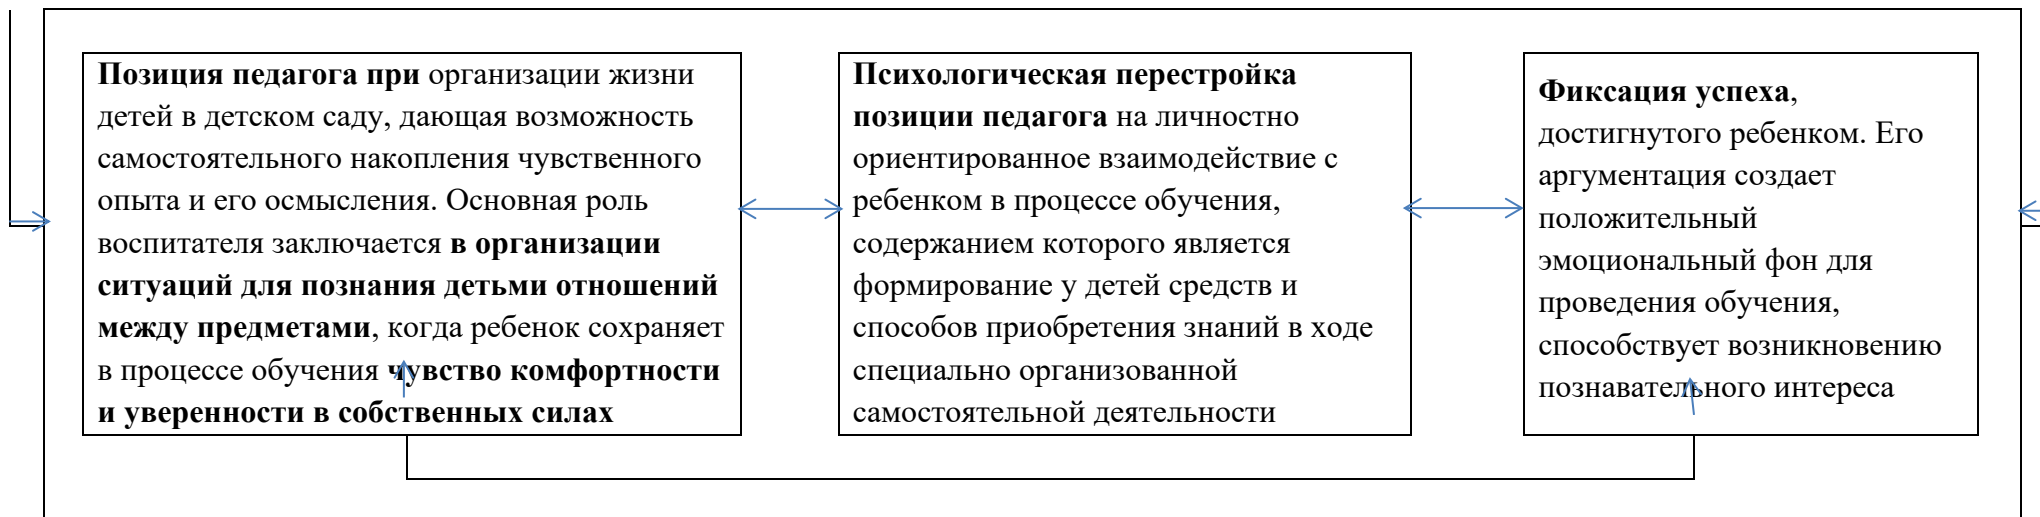 Позиция педагога при организации жизни
детей в детском саду, дающая возможность
самостоятельного накопления чувственного
опыта и его осмысления. Основная роль
воспитателя заключается в организации
ситуаций для познания детьми отношений
между предметами, когда ребенок сохраняет
в процессе обучения чувство комфортности
и уверенности в собственных силах
Психологическая перестройка
позиции педагога на личностно
ориентированное взаимодействие с
ребенком в процессе обучения,
содержанием которого является
формирование у детей средств и
способов приобретения знаний в ходе
специально организованной
самостоятельной деятельности
Фиксация успеха,
достигнутого ребенком. Его
аргументация создает
положительный
эмоциональный фон для
проведения обучения,
способствует возникновению
познавательного интереса